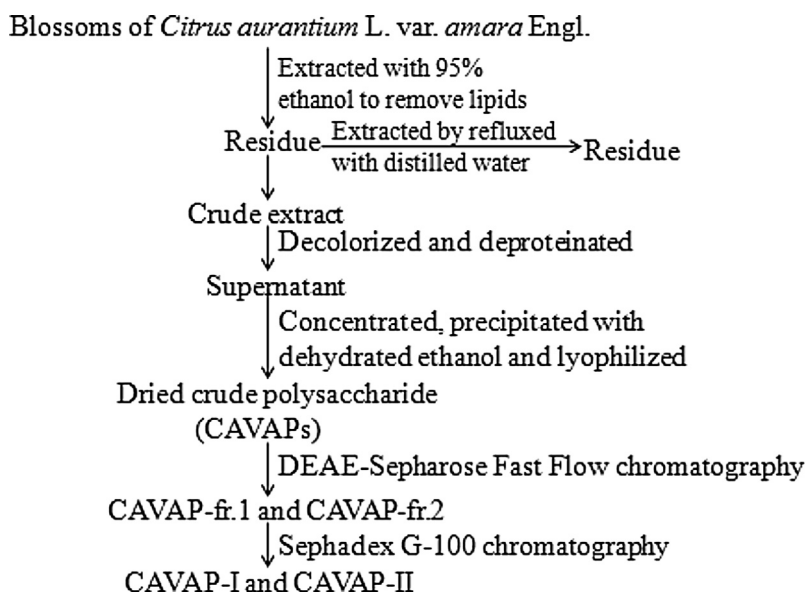 Blossoms of Citrus aurantium L. var. amara Engl.
Extracted with 95%
ethanol to remove lipids
Residue
Extracted by refluxed
with distilled water
Residue
Crude extract
Decolorized and deproteinated
Supernatant
Concentrated, precipitated with
dehydrated ethanol and lyophilized
Dried crude polysaccharide
(CAVAPs)
DEAE-Sepharose Fast Flow chromatography
CAVAP-fr.1 and CAVAP-fr.2
Sephadex G-100 chromatography
CAVAP-I and CAVAP-II